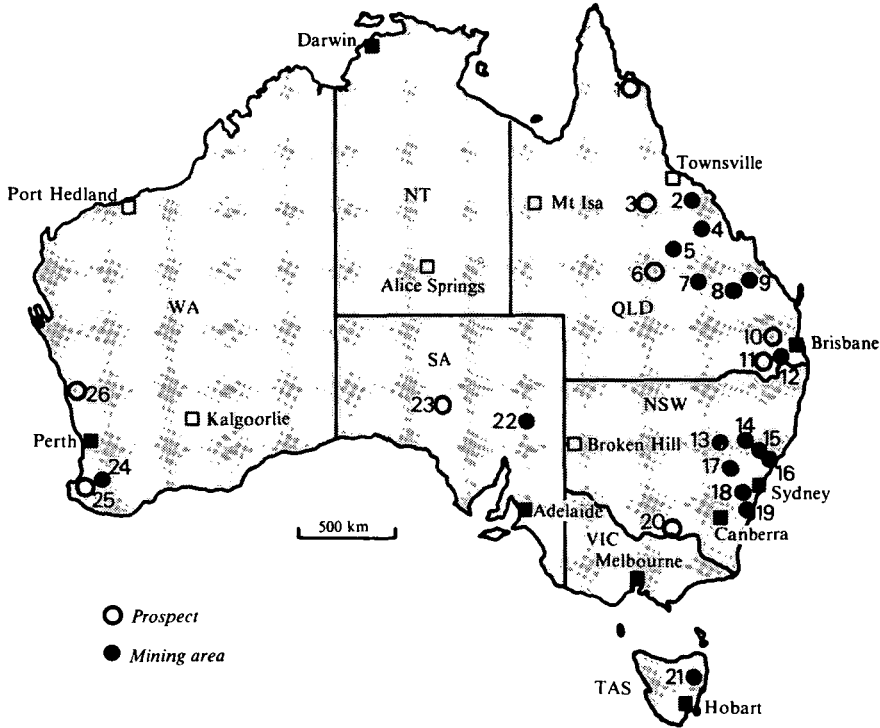 Darwin
1
Townsville
Port Hedland
NT
Mt Isa
3
2
4
5
6
Alice Springs
7
8
9
WA
QLD
10
Brisbane
11
12
SA
26
23
Kalgoorlie
22
NSW
Broken Hill
13
14
15
16
Perth
17
24
25
18
Sydney
19
Adelaide
20
Canberra
500 km
VIC
Melbourne
Prospect
Mining area
21
TAS
Hobart